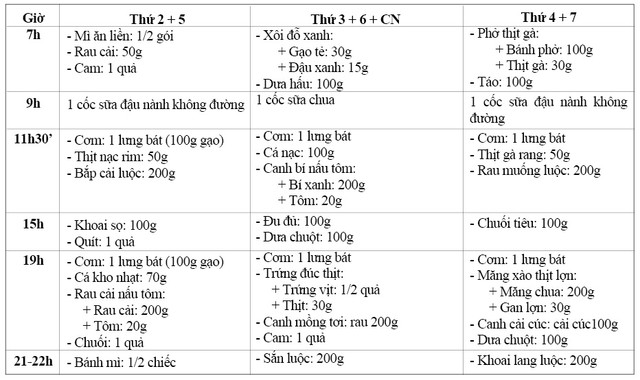 Giờ
Thứ 2 + 5
Thứ 3 + 6 + CN
Thứ 4 + 7
7h
- Mì ăn liền: 1/2 gói
- Rau cải: 50g
- Cam: 1 quả
- Xôi đỗ xanh:
+ Gạo tẻ: 30g
+ Đậu xanh: 15g
- Dưa hấu: 100g
- Phở thịt gà:
+ Bánh phở: 100g
+ Thịt gà: 30g
- Táo: 100g
9h
1 cốc sữa đậu nành không đường
1 cốc sữa chua
1 cốc sữa đậu nành không
đường
11h30’
- Cơm: 1 lưng bát (100g gạo)
- Thịt nạc rim: 50g
- Bắp cải luộc: 200g
- Cơm: 1 lưng bát
- Cá nạc: 100g
- Canh bí nấu tôm:
+ Bí xanh: 200g
+ Tôm: 20g
- Cơm: 1 lưng bát
- Thịt gà rang: 50g
- Rau muống luộc: 200g
15h
- Khoai sọ: 100g
- Quít: 1 quả
- Đu đủ: 100g
- Dưa chuột: 100g
- Chuối tiêu: 100g
19h
- Cơm: 1 lưng bát (100g gạo)
- Cá kho nhạt: 70g
- Rau cải nấu tôm:
+ Rau cải: 200g
+ Tôm: 20g
- Chuối: 1 quả
- Cơm: 1 lưng bát
- Trứng đúc thịt:
+ Trứng vịt: 1/2 quả
+ Thịt: 30g
- Canh mồng tơi: rau 200g
- Cam: 1 quả
- Cơm: 1 lưng bát
- Măng xào thịt lợn:
+ Măng chua: 200g
+ Gan lợn: 30g
- Canh cải cúc: cải cúc100g
- Dưa chuột: 100g
21-22h
- Bánh mì: 1/2 chiếc
- Sắn luộc: 200g
- Khoai lang luộc: 200g